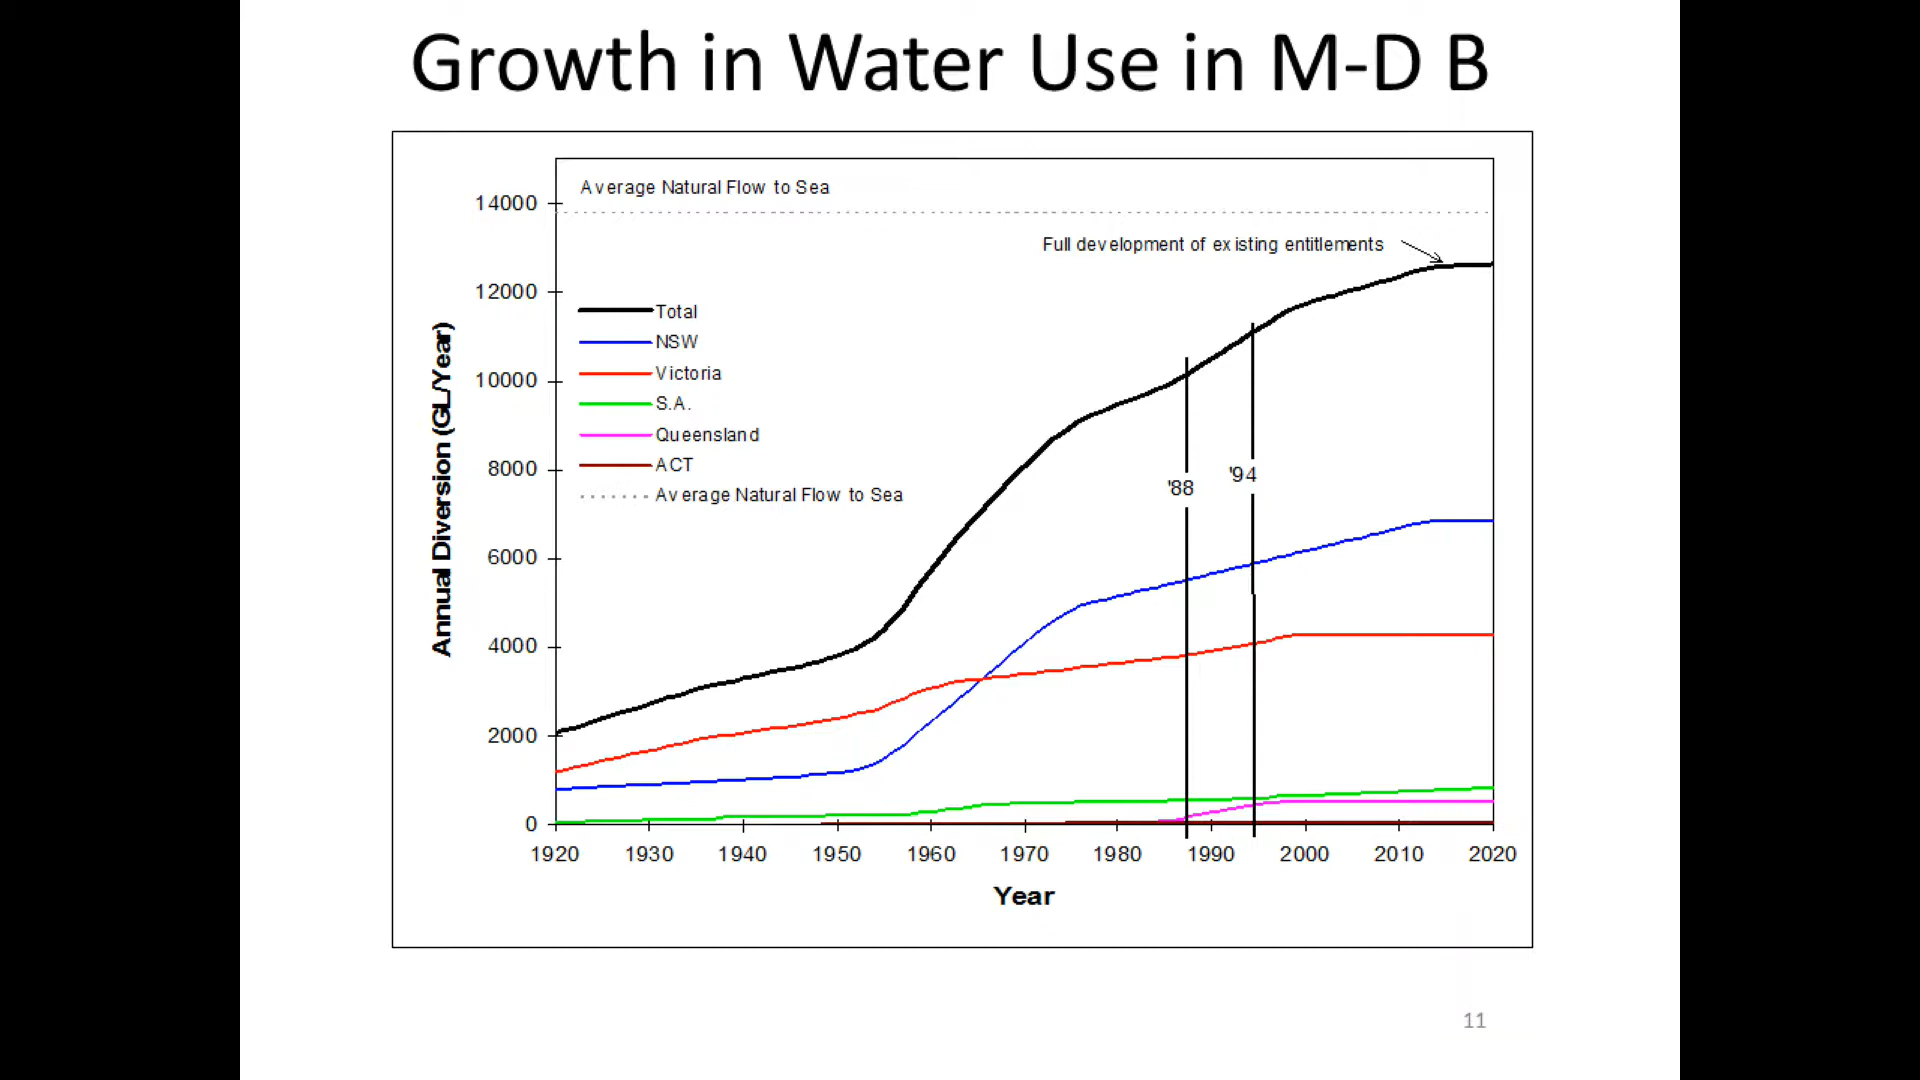 Growth in Water Use in M-D B
Average Natural Flow to Sea
14000
Full development of existing entitlements
12000
Total
NSW
Victoria
10000
S.A.
Queensland
ACT
8000
Average Natural Flow to Sea
'88
'94
6000
4000
2000
0
Annual Diversion (GL/Year)
1920 1930 1940 1950 1960 1970 1980 1990 2000 2010 2020
Year
11